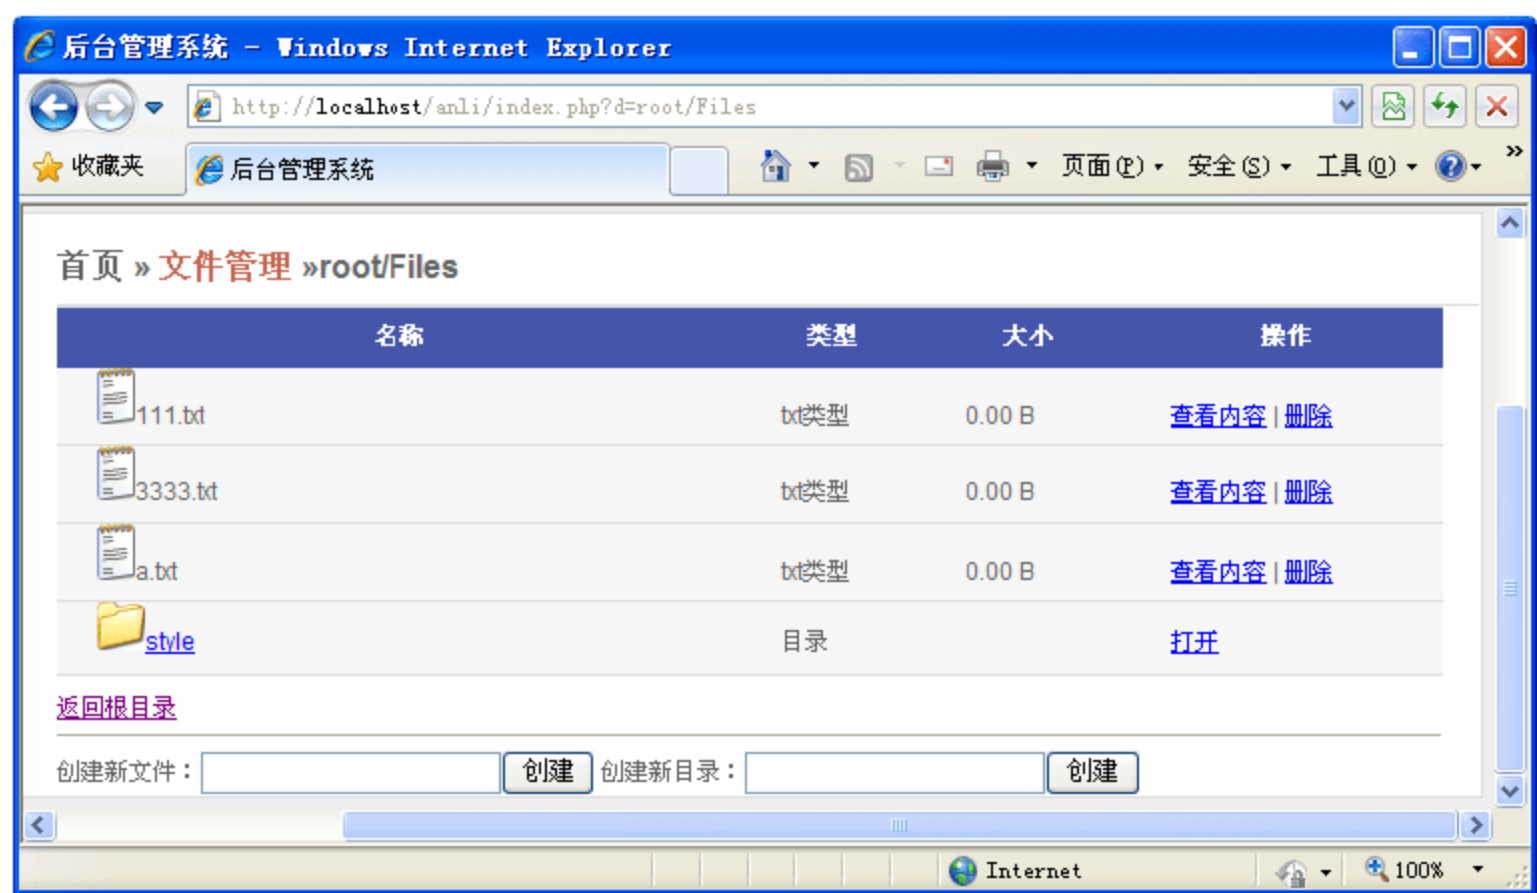 后台管理系统 - Windows Internet Explorer
http://localhost/anli/index.php?d=root/Files
收藏夹 后台管理系统 页面(P) 安全(S) 工具(O) »
首页 » 文件管理 »root/Files
名称 类型 大小 操作
111.txt txt类型 0.00 B 查看内容 | 删除
3333.txt txt类型 0.00 B 查看内容 | 删除
a.txt txt类型 0.00 B 查看内容 | 删除
style 目录 打开
返回根目录
创建新文件： 创建 创建新目录： 创建
Internet 100%